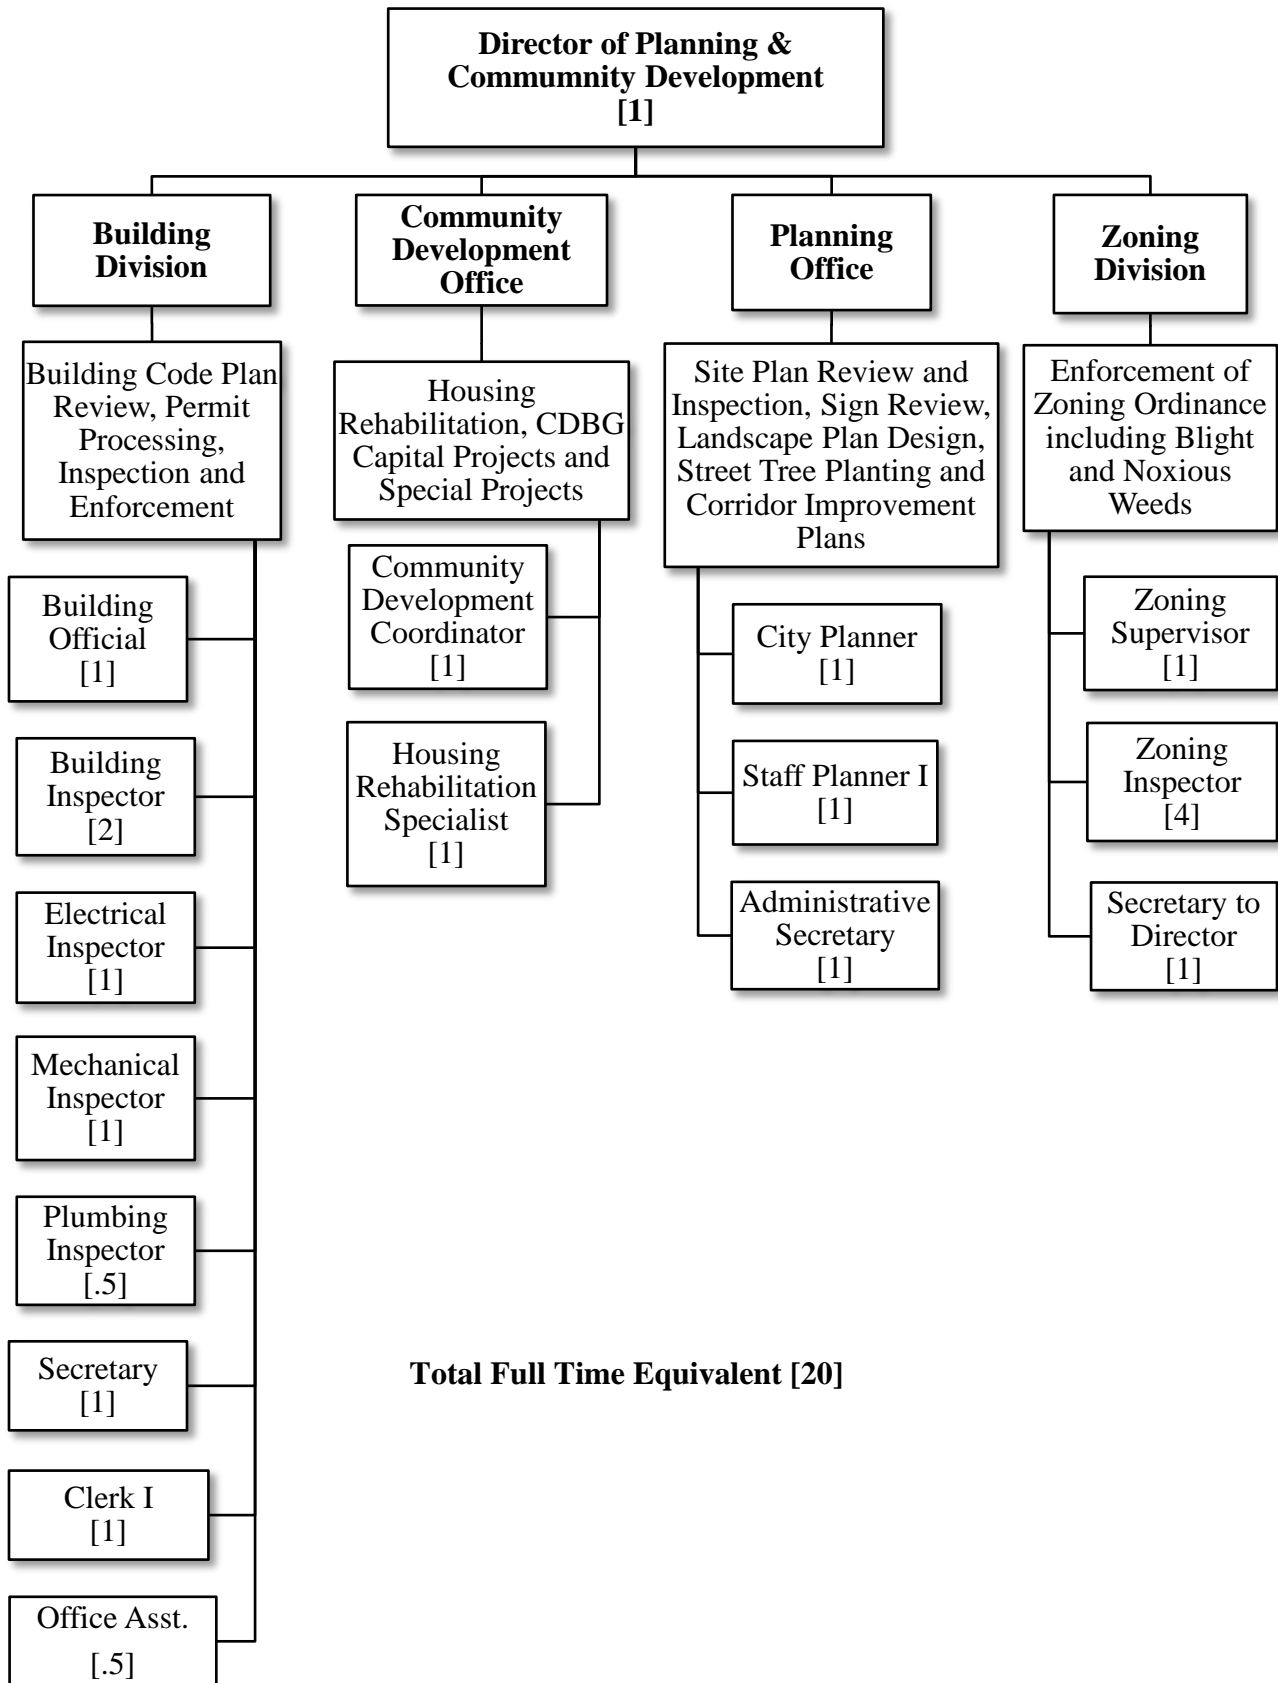 Director of Planning &
Commumnity Development
[1]
Building
Division
Community
Development
Office
Planning
Office
Zoning
Division
Building Code Plan
Review, Permit
Processing,
Inspection and
Enforcement
Housing
Rehabilitation, CDBG
Capital Projects and
Special Projects
Site Plan Review and
Inspection, Sign Review,
Landscape Plan Design,
Street Tree Planting and
Corridor Improvement
Plans
Enforcement of
Zoning Ordinance
including Blight
and Noxious
Weeds
Building
Official
[1]
Building
Inspector
[2]
Electrical
Inspector
[1]
Mechanical
Inspector
[1]
Plumbing
Inspector
[.5]
Secretary
[1]
Clerk I
[1]
Office Asst.
[.5]
Community
Development
Coordinator
[1]
Housing
Rehabilitation
Specialist
[1]
City Planner
[1]
Staff Planner I
[1]
Administrative
Secretary
[1]
Zoning
Supervisor
[1]
Zoning
Inspector
[4]
Secretary to
Director
[1]
Total Full Time Equivalent [20]